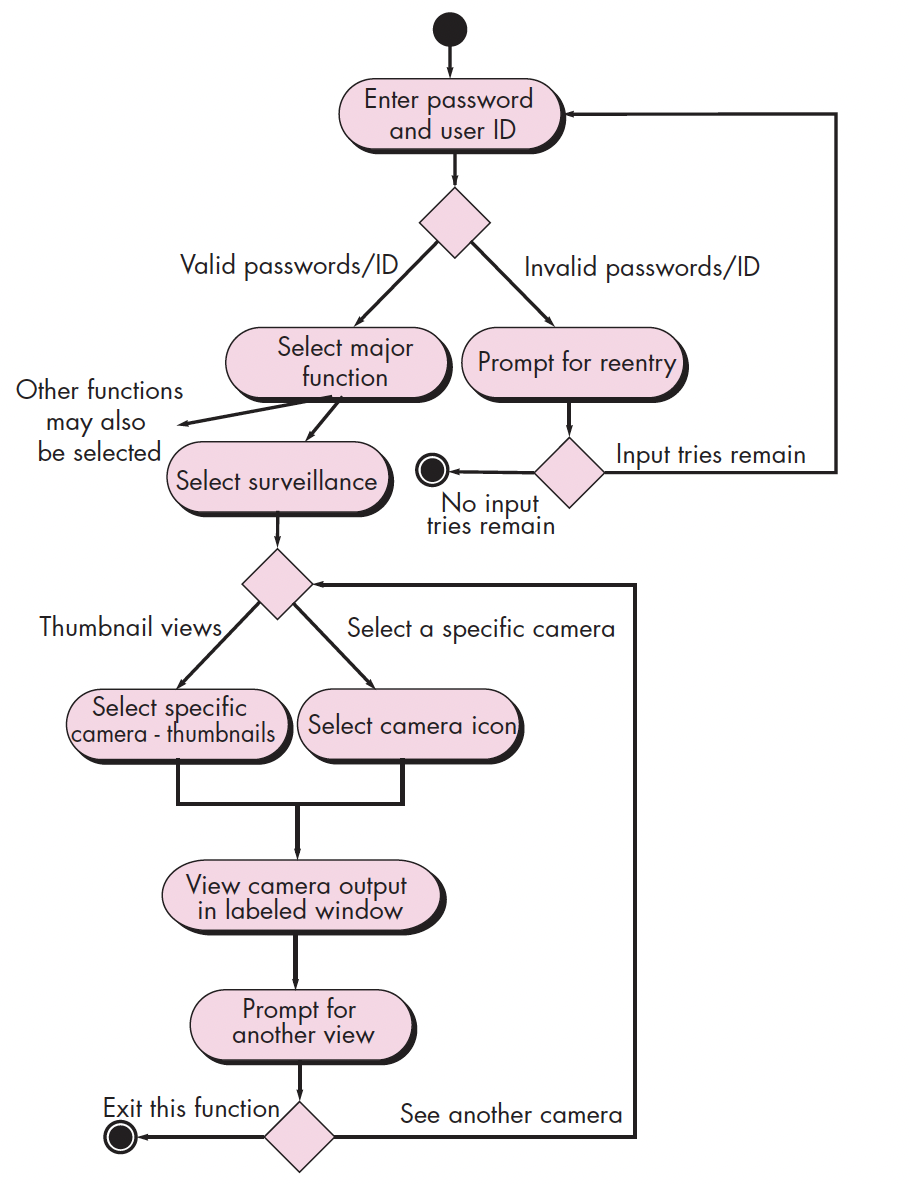 Enter password
and user ID
Valid passwords/ID
Invalid passwords/ID
Select major
function
Prompt for reentry
Other functions
may also
be selected
Input tries remain
Select surveillance
No input
tries remain
Thumbnail views
Select a specific camera
Select specific
camera - thumbnails
Select camera icon
View camera output
in labeled window
Prompt for
another view
Exit this function
See another camera